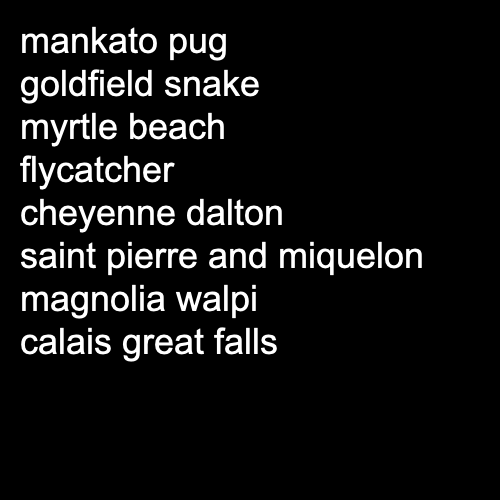 mankato pug
goldfield snake
myrtle beach
flycatcher
cheyenne dalton
saint pierre and miquelon
magnolia walpi
calais great falls